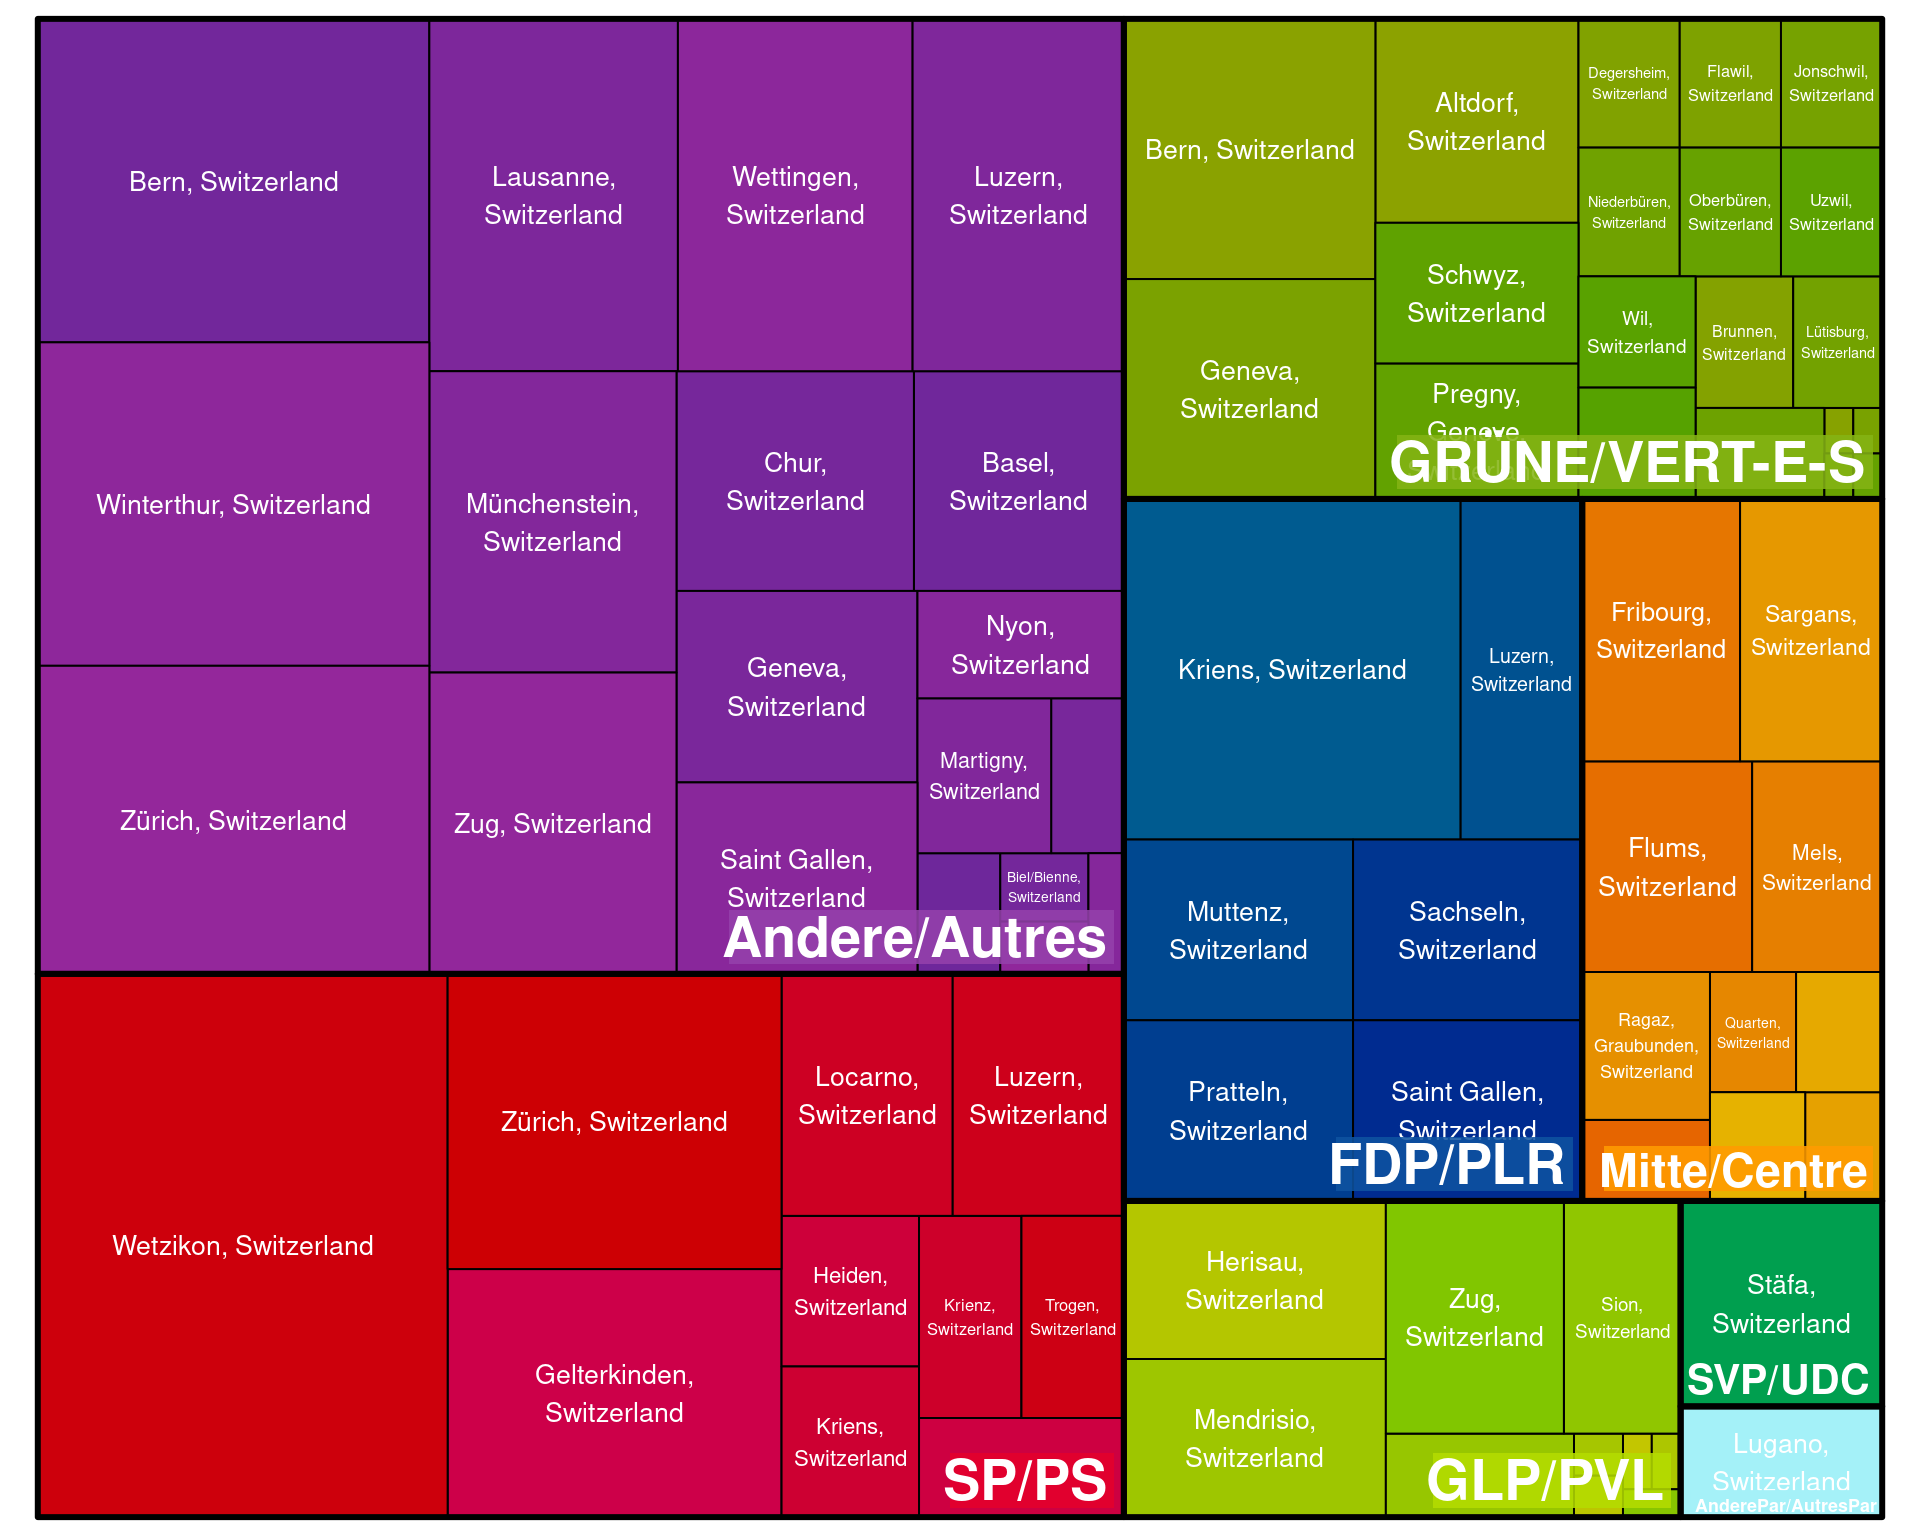 Bern, Switzerland
Lausanne,
Switzerland
Wettingen,
Switzerland
Luzern,
Switzerland
Winterthur, Switzerland
Münchenstein,
Switzerland
Chur,
Switzerland
Basel,
Switzerland
Geneva,
Switzerland
Nyon,
Switzerland
Zürich, Switzerland
Zug, Switzerland
Martigny,
Switzerland
Saint Gallen,
Switzerland
Biel/Bienne,
Switzerland
Andere/Autres
Wetzikon, Switzerland
Zürich, Switzerland
Locarno,
Switzerland
Luzern,
Switzerland
Gelterkinden,
Switzerland
Heiden,
Switzerland
Krienz,
Switzerland
Trogen,
Switzerland
Kriens,
Switzerland
SP/PS
Bern, Switzerland
Altdorf,
Switzerland
Degersheim,
Switzerland
Flawil,
Switzerland
Jonschwil,
Switzerland
Niederbüren,
Switzerland
Oberbüren,
Switzerland
Uzwil,
Switzerland
Geneva,
Switzerland
Schwyz,
Switzerland
Wil,
Switzerland
Brunnen,
Switzerland
Lütisburg,
Switzerland
Pregny,
Geneve,
GRÜNE/VERT-E-S
Kriens, Switzerland
Luzern,
Switzerland
Muttenz,
Switzerland
Sachseln,
Switzerland
Pratteln,
Switzerland
Saint Gallen,
Switzerland
FDP/PLR
Fribourg,
Switzerland
Sargans,
Switzerland
Flums,
Switzerland
Mels,
Switzerland
Ragaz,
Graubunden,
Switzerland
Quarten,
Switzerland
Mitte/Centre
Herisau,
Switzerland
Zug,
Switzerland
Sion,
Switzerland
Mendrisio,
Switzerland
GLP/PVL
Stäfa,
Switzerland
SVP/UDC
Lugano,
Switzerland
AnderePar/AutresPar